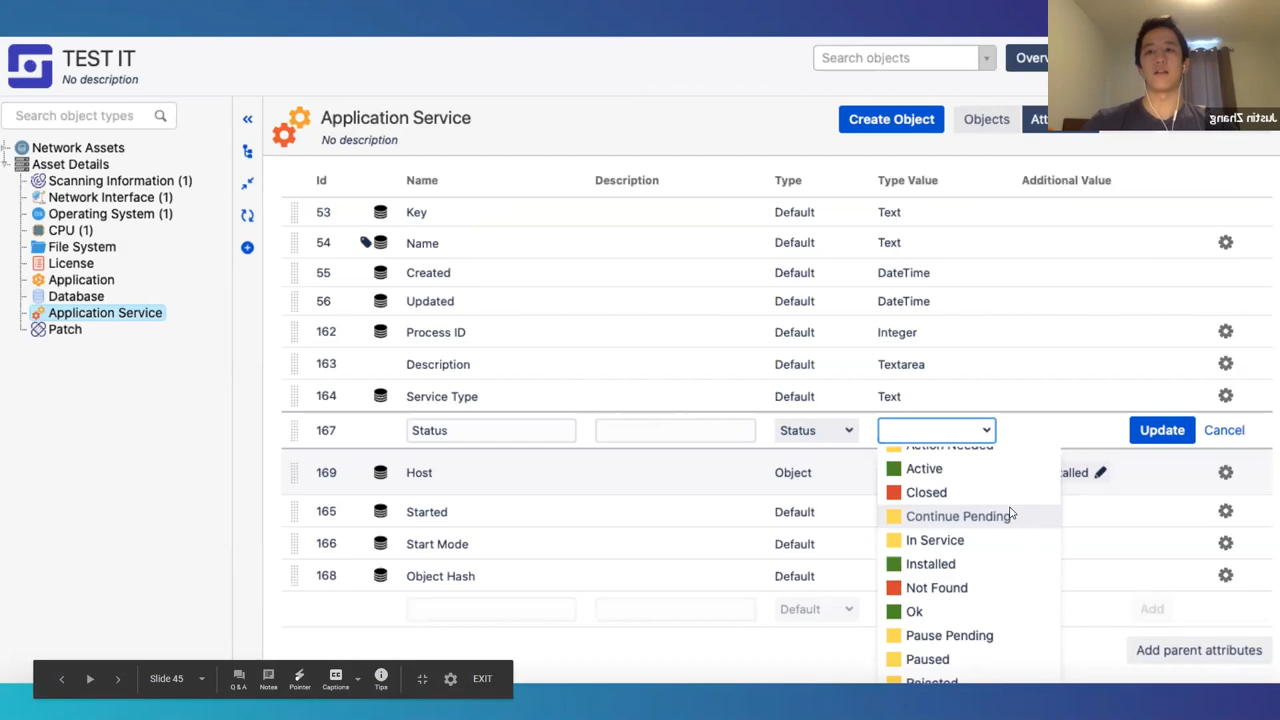 TEST IT
No description
Search objects
Overv
Justin Zhang
Search object types
Network Assets
Asset Details
Scanning Information (1)
Network Interface (1)
Operating System (1)
CPU (1)
File System
License
Application
Database
Application Service
Patch
Application Service
No description
Create Object
Objects
Att
Id Name Description Type Type Value Additional Value
53 Key Default Text
54 Name Default Text
55 Created Default DateTime
56 Updated Default DateTime
162 Process ID Default Integer
163 Description Default Textarea
164 Service Type Default Text
167 Status Status Update Cancel
169 Host Object alled
165 Started Default
166 Start Mode Default
168 Object Hash Default
Default Add
Action Needed
Active
Closed
Continue Pending
In Service
Installed
Not Found
Ok
Pause Pending
Paused
Rejected
Add parent attributes
Slide 45
Q & A
Notes
Pointer
Captions
Tips
EXIT